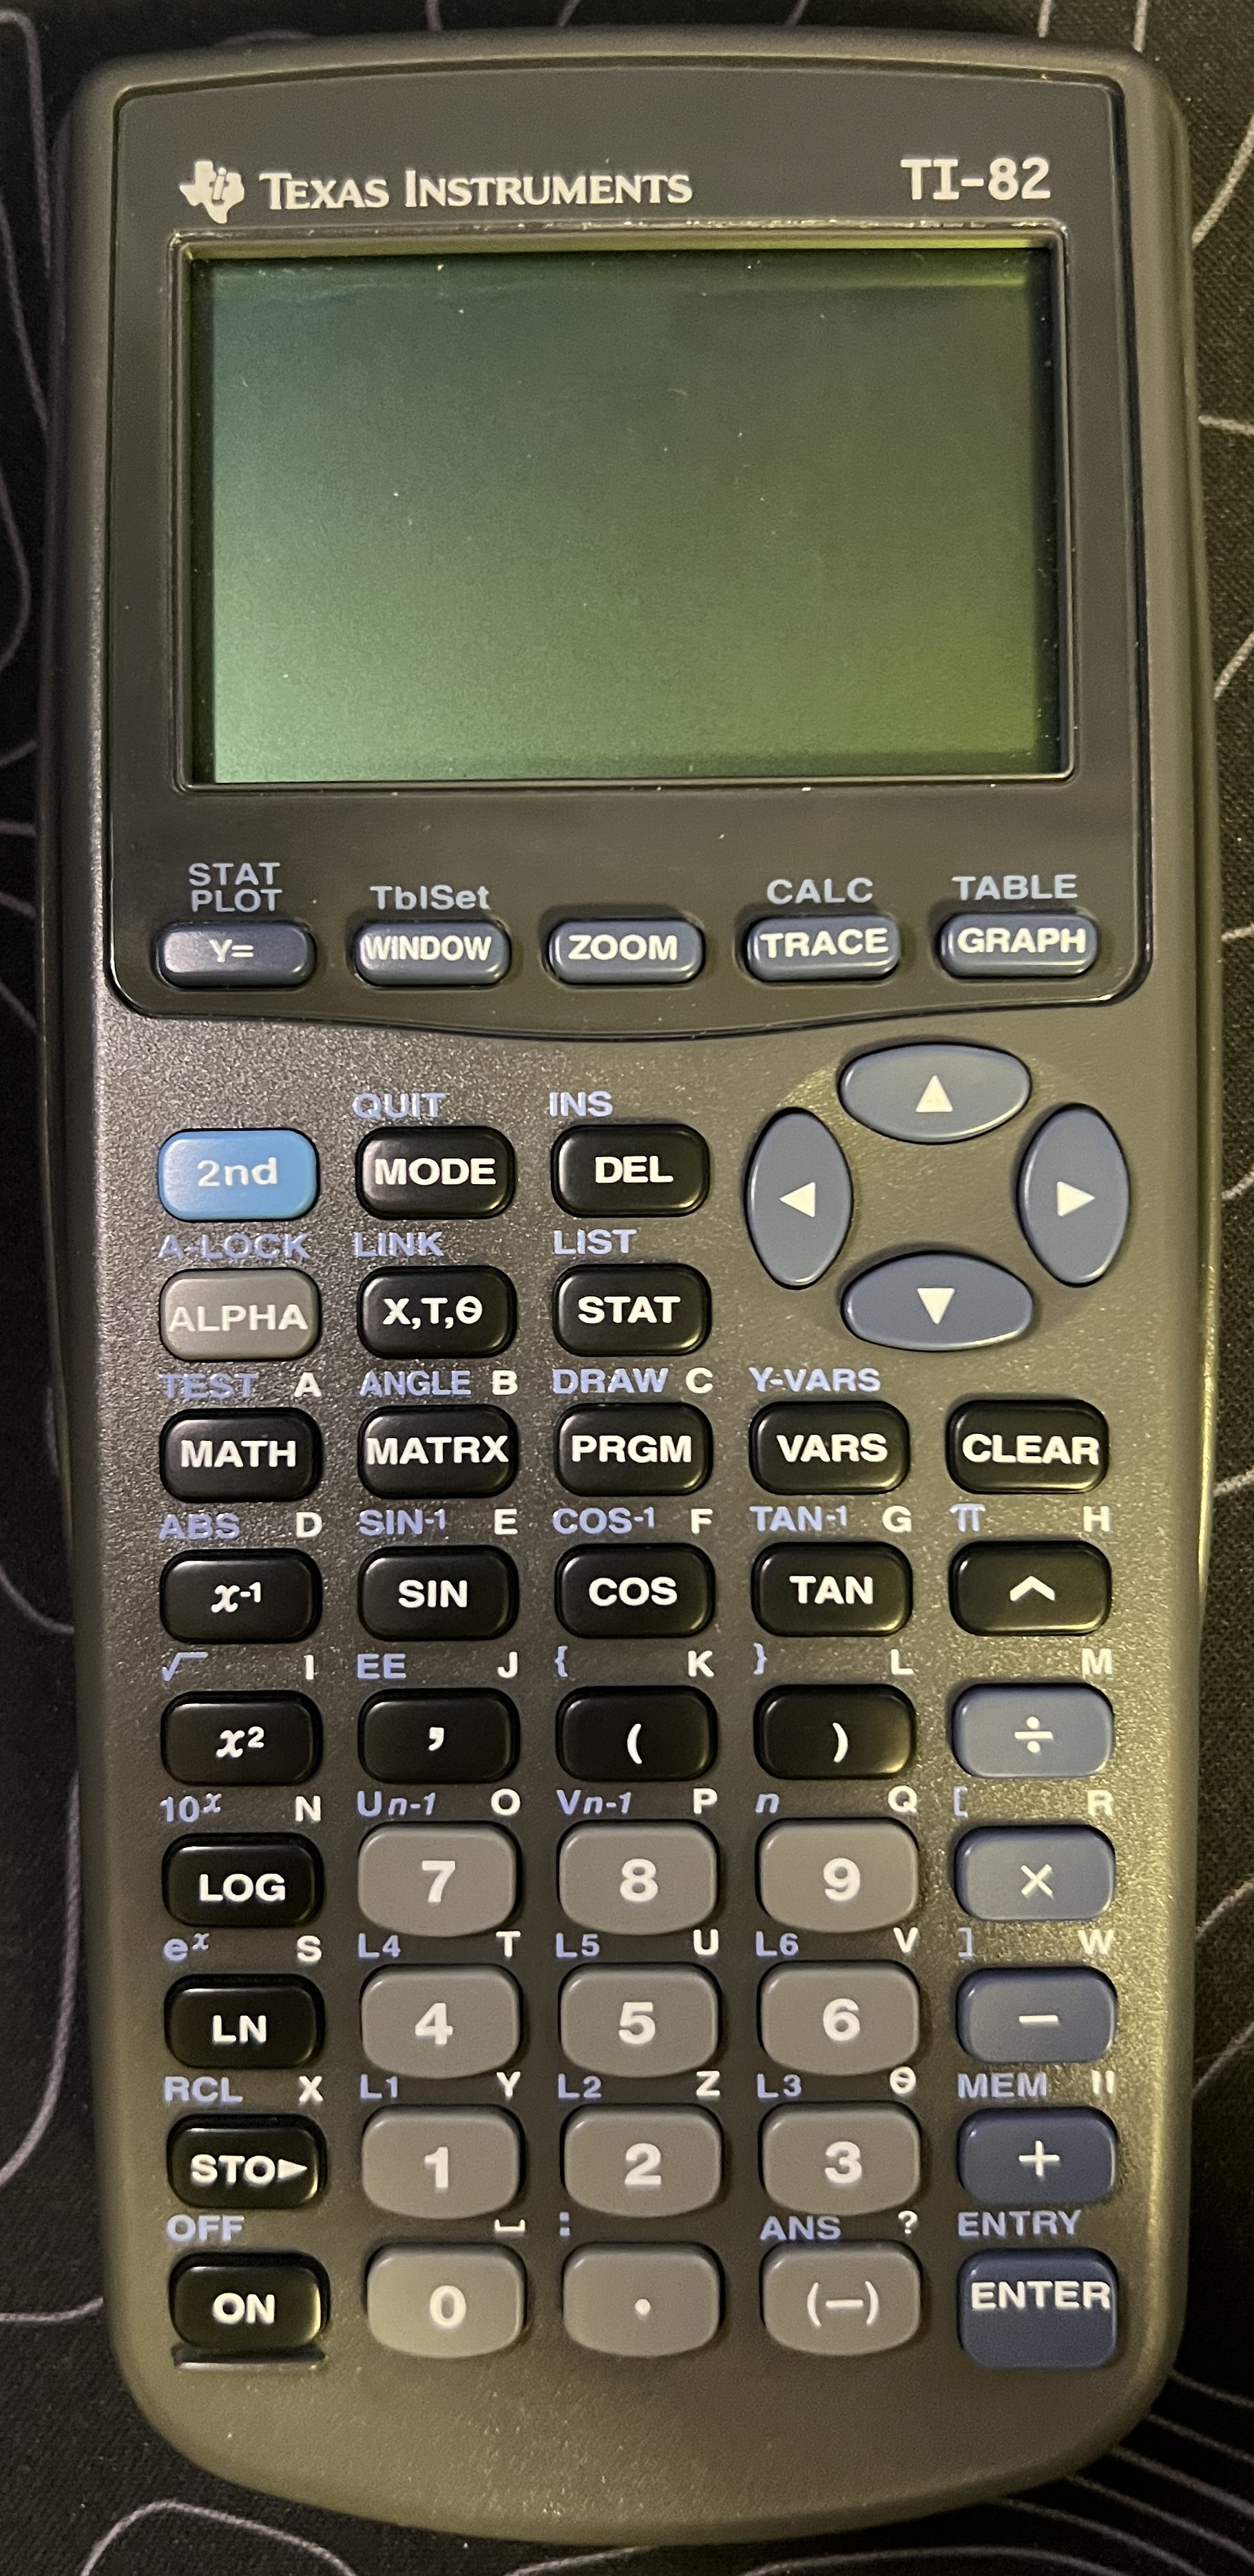 TEXAS INSTRUMENTS TI-82
STAT
PLOT TblSet CALC TABLE
Y= WINDOW ZOOM TRACE GRAPH
QUIT INS
2nd MODE DEL
A-LOCK LINK LIST
ALPHA X,T,θ STAT
TEST A ANGLE B DRAW C Y-VARS
MATH MATRX PRGM VARS CLEAR
ABS D SIN-1 E COS-1 F TAN-1 G π H
x-1 SIN COS TAN ^
√ I EE J { K } L M
x2 , ( ) ÷
10x N Un-1 O Vn-1 P n Q [ R
LOG 7 8 9 ×
ex S L4 T L5 U L6 V ] W
LN 4 5 6 −
RCL X L1 Y L2 Z L3 θ MEM "
STO► 1 2 3 +
OFF ⎵ : ANS ? ENTRY
ON 0 . (−) ENTER